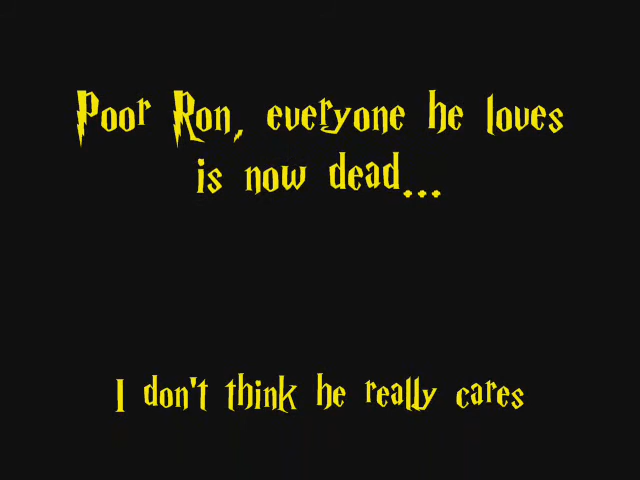 Poor Ron, everyone he loves
is now dead...
I don't think he really cares